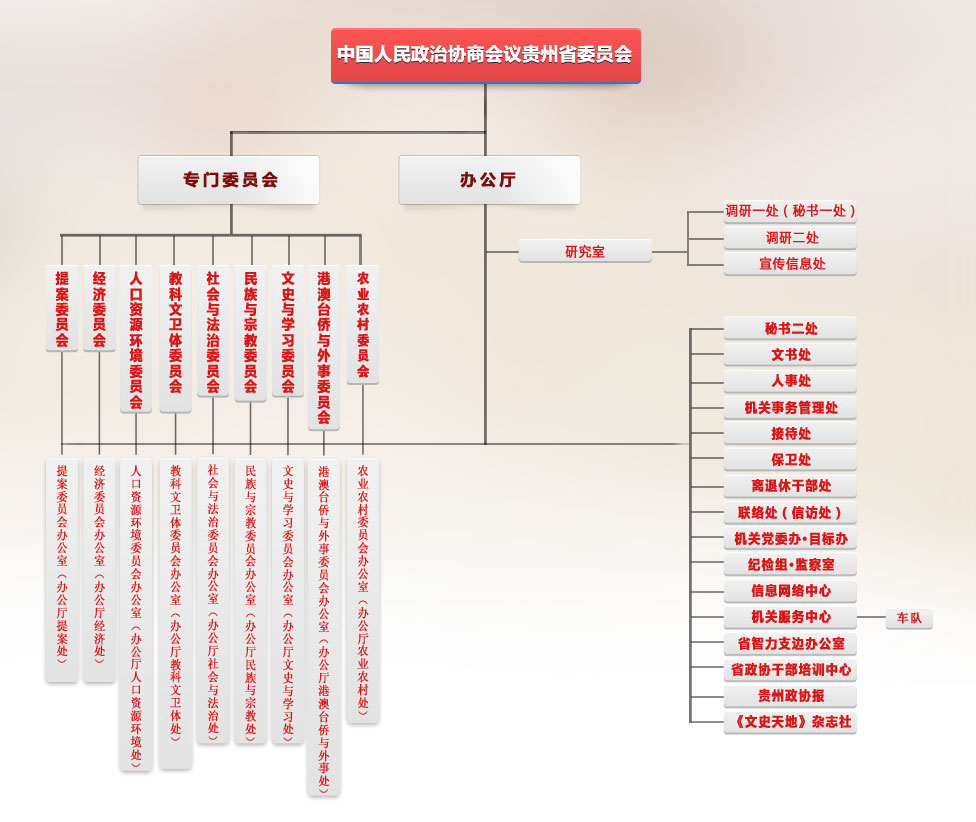 中国人民政治协商会议贵州省委员会
专门委员会
办公厅
研究室
调研一处（秘书一处）
调研二处
宣传信息处
提案委员会
经济委员会
人口资源环境委员会
教科文卫体委员会
社会与法治委员会
民族与宗教委员会
文史与学习委员会
港澳台侨与外事委员会
农业农村委员会
秘书二处
文书处
人事处
机关事务管理处
接待处
保卫处
离退休干部处
联络处（信访处）
机关党委办·目标办
纪检组·监察室
信息网络中心
机关服务中心
车队
省智力支边办公室
省政协干部培训中心
贵州政协报
《文史天地》杂志社
提案委员会办公室（办公厅提案处）
经济委员会办公室（办公厅经济处）
人口资源环境委员会办公室（办公厅人口资源环境处）
教科文卫体委员会办公室（办公厅教科文卫体处）
社会与法治委员会办公室（办公厅社会与法治处）
民族与宗教委员会办公室（办公厅民族与宗教处）
文史与学习委员会办公室（办公厅文史与学习处）
港澳台侨与外事委员会办公室（办公厅港澳台侨与外事处）
农业农村委员会办公室（办公厅农业农村处）